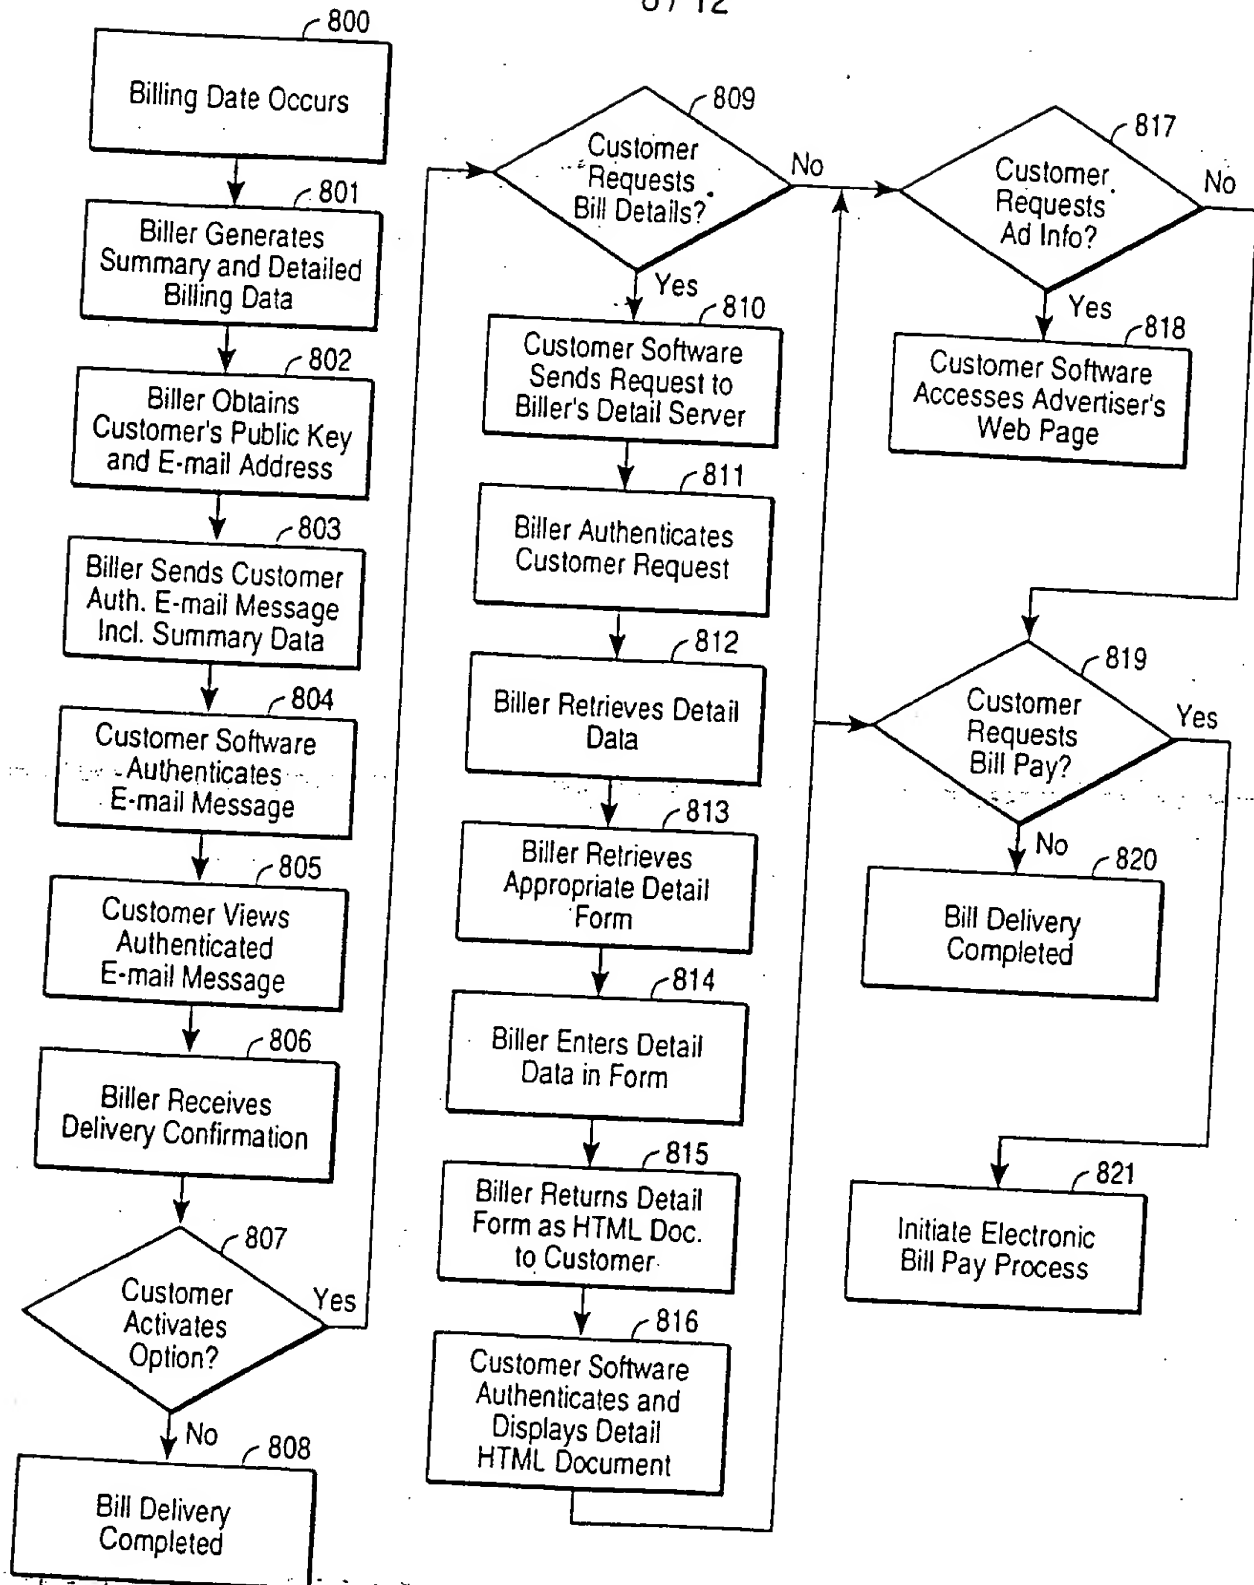 8 / 12
800
Billing Date Occurs
801
Biller Generates
Summary and Detailed
Billing Data
802
Biller Obtains
Customer's Public Key
and E-mail Address
803
Biller Sends Customer
Auth. E-mail Message
Incl. Summary Data
804
Customer Software
Authenticates
E-mail Message
805
Customer Views
Authenticated
E-mail Message
806
Biller Receives
Delivery Confirmation
807
Customer
Activates
Option?
Yes
No
808
Bill Delivery
Completed
809
Customer
Requests
Bill Details?
No
Yes
810
Customer Software
Sends Request to
Biller's Detail Server
811
Biller Authenticates
Customer Request
812
Biller Retrieves Detail
Data
813
Biller Retrieves
Appropriate Detail
Form
814
Biller Enters Detail
Data in Form
815
Biller Returns Detail
Form as HTML Doc.
to Customer
816
Customer Software
Authenticates and
Displays Detail
HTML Document
817
Customer
Requests
Ad Info?
No
Yes
818
Customer Software
Accesses Advertiser's
Web Page
819
Customer
Requests
Bill Pay?
Yes
No
820
Bill Delivery
Completed
821
Initiate Electronic
Bill Pay Process